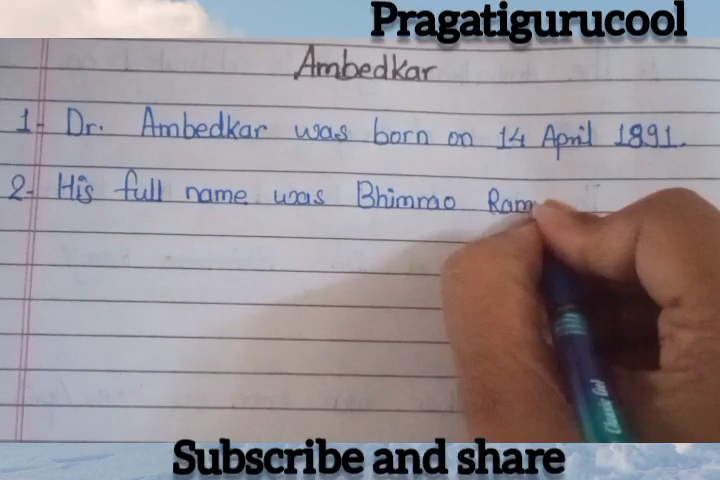 Pragatigurucool
Ambedkar
1- Dr. Ambedkar was born on 14 April 1891.
2- His full name was Bhimrao Ram
Subscribe and share